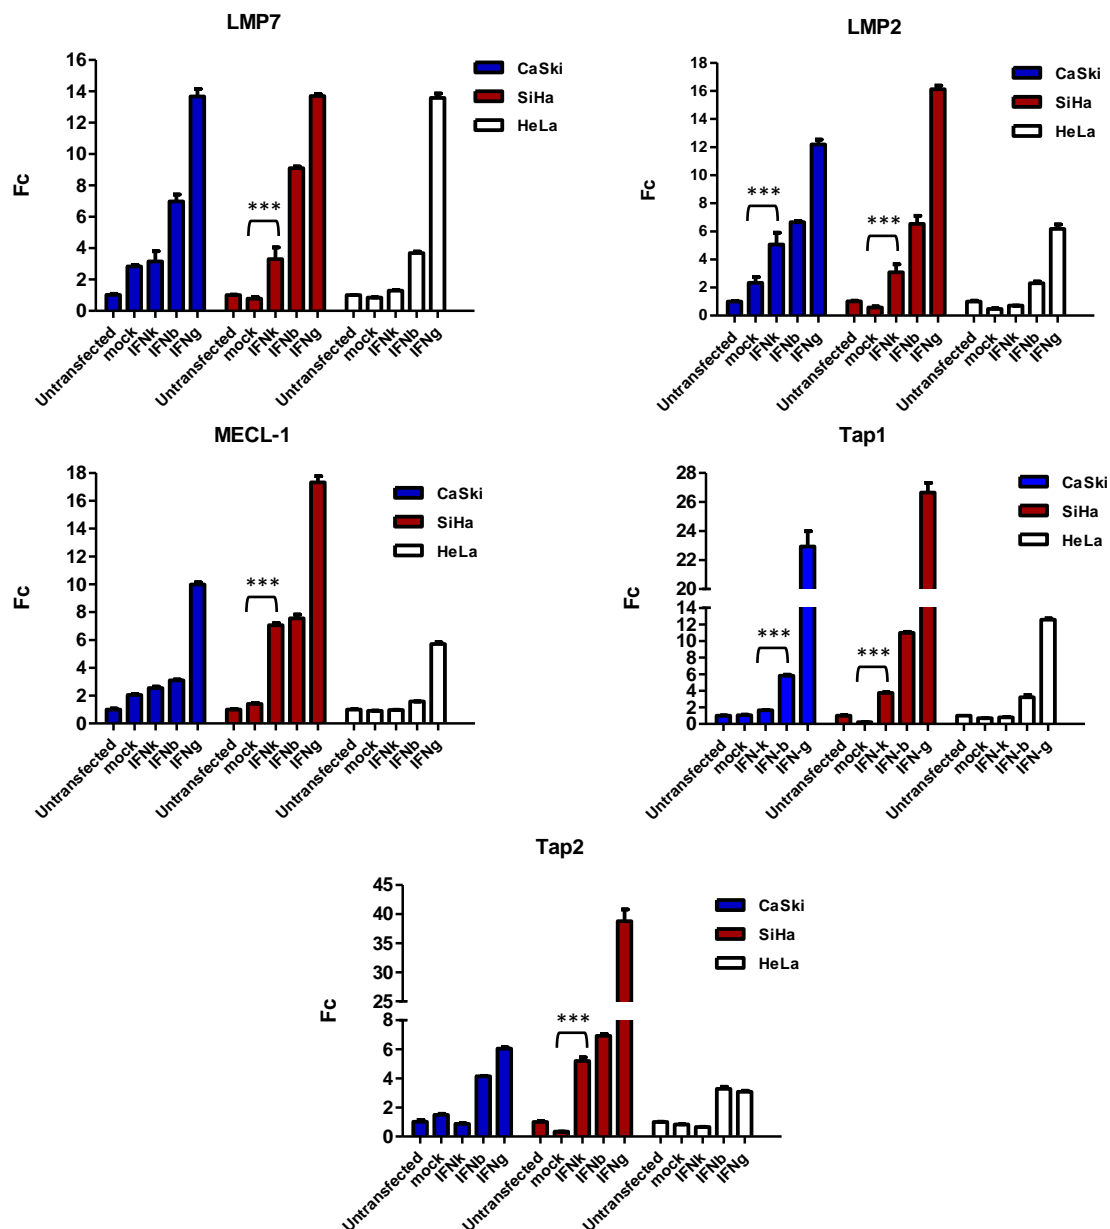 LMP7
16
14
12
10
8
6
4
2
0
Fc
***
CaSki
SiHa
HeLa
Untransfected mock IFNk IFNb IFNg Untransfected mock IFNk IFNb IFNg Untransfected mock IFNk IFNb IFNg
LMP2
18
16
14
12
10
8
6
4
2
0
Fc
*** ***
CaSki
SiHa
HeLa
Untransfected mock IFNk IFNb IFNg Untransfected mock IFNk IFNb IFNg Untransfected mock IFNk IFNb IFNg
MECL-1
18
16
14
12
10
8
6
4
2
0
Fc
***
CaSki
SiHa
HeLa
Untransfected mock IFNk IFNb IFNg Untransfected mock IFNk IFNb IFNg Untransfected mock IFNk IFNb IFNg
Tap1
28
26
24
22
20
14
12
10
8
6
4
2
0
Fc
*** ***
CaSki
SiHa
HeLa
Untransfected mock IFN-k IFN-b IFN-g Untransfected mock IFN-k IFN-b IFN-g Untransfected mock IFN-k IFN-b IFN-g
Tap2
45
40
35
30
25
8
6
4
2
0
Fc
***
CaSki
SiHa
HeLa
Untransfected mock IFNk IFNb IFNg Untransfected mock IFNk IFNb IFNg Untransfected mock IFNk IFNb IFNg